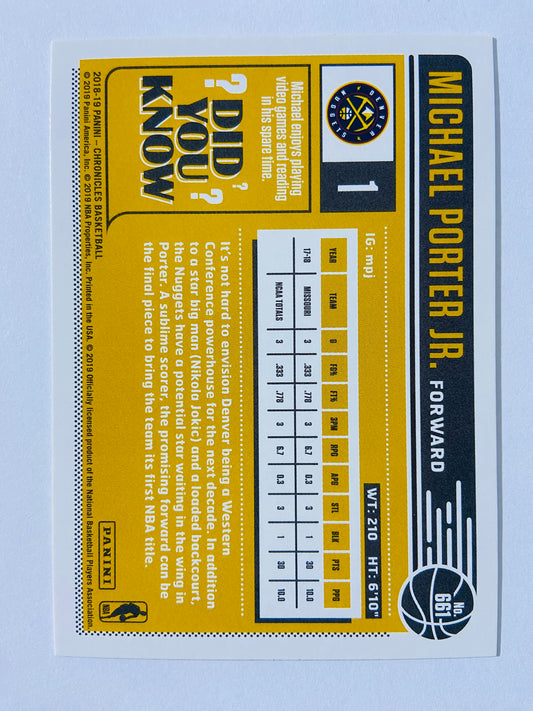 MICHAEL PORTER JR. FORWARD
No. 661
DENVER
NUGGETS
1
IG: mpj
WT: 210 HT: 6'10"
YEAR TEAM G FG% FT% 3PM RPG APG STL BLK PTS PPG
17-18 MISSOURI 3 .333 .778 3 6.7 0.3 3 1 30 10.0
NCAA TOTALS 3 .333 .778 3 6.7 0.3 3 1 30 10.0
Michael enjoys playing
video games and reading
in his spare time.
? DID ?
YOU
? KNOW
It's not hard to envision Denver being a Western
Conference powerhouse for the next decade. In addition
to a star big man (Nikola Jokic) and a loaded backcourt,
the Nuggets have a potential star waiting in the wing in
Porter. A sublime scorer, the promising forward can be
the final piece to bring the team its first NBA title.
PANINI
NBA
2018-19 PANINI – CHRONICLES BASKETBALL
© 2019 Panini America, Inc. © 2019 NBA Properties, Inc. Printed in the USA. © 2019 Officially licensed product of the National Basketball Players Association.